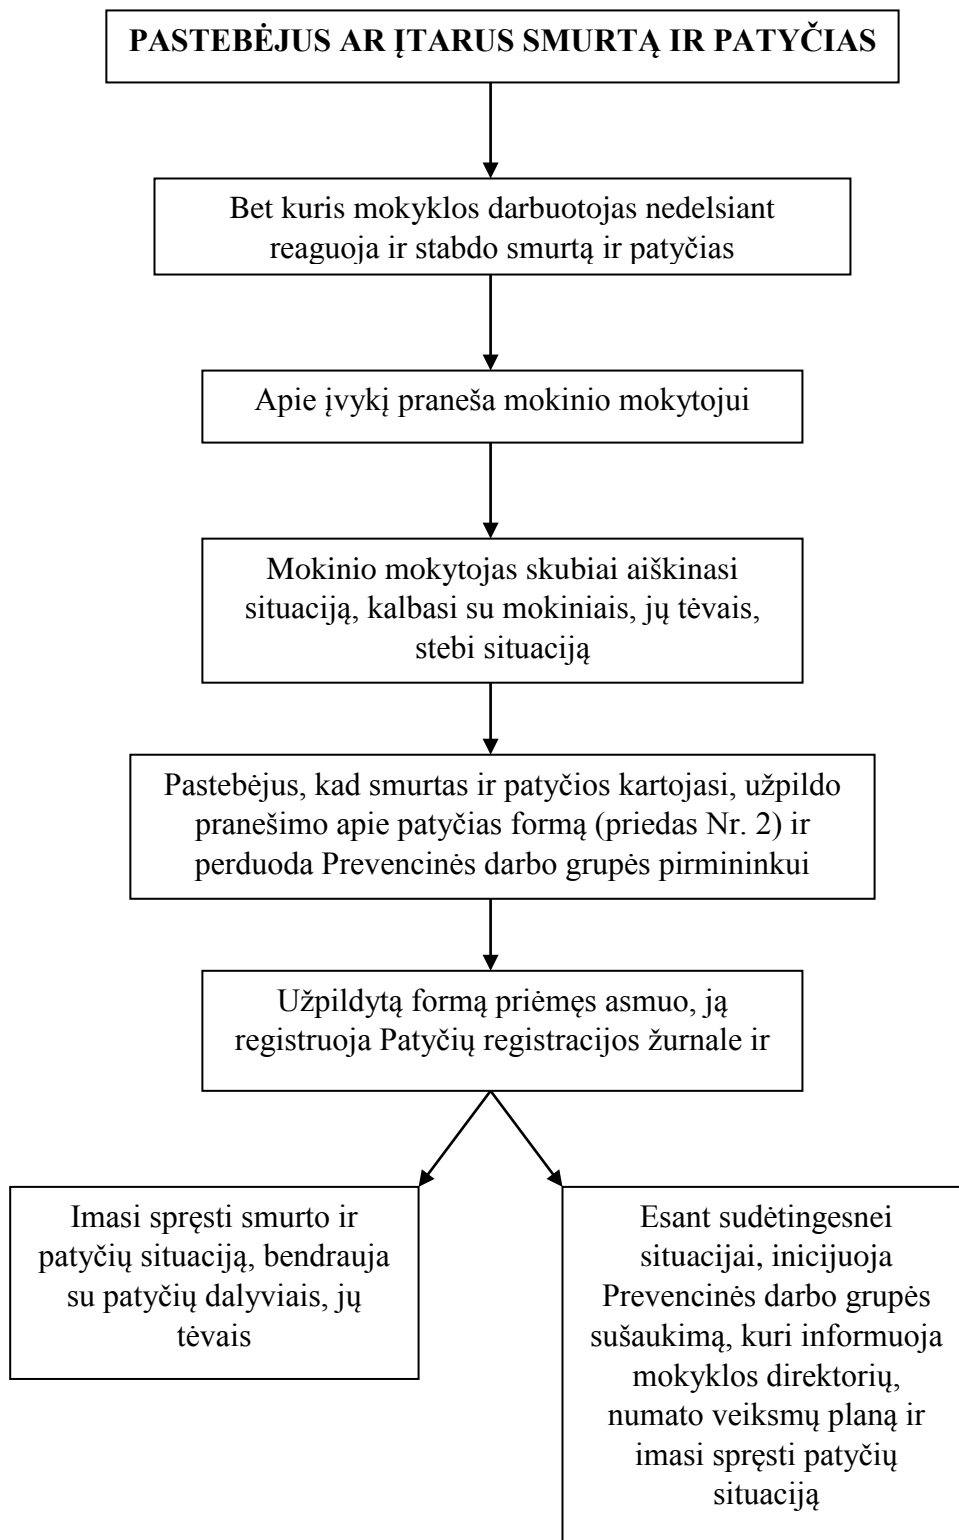 PASTEBĖJUS AR ĮTARUS SMURTĄ IR PATYČIAS
Bet kuris mokyklos darbuotojas nedelsiant
reaguoja ir stabdo smurtą ir patyčias
Apie įvykį praneša mokinio mokytojui
Mokinio mokytojas skubiai aiškinasi
situaciją, kalbasi su mokiniais, jų tėvais,
stebi situaciją
Pastebėjus, kad smurtas ir patyčios kartojasi, užpildo
pranešimo apie patyčias formą (priedas Nr. 2) ir
perduoda Prevencinės darbo grupės pirmininkui
Užpildytą formą priėmęs asmuo, ją
registruoja Patyčių registracijos žurnale ir
Imasi spręsti smurto ir
patyčių situaciją, bendrauja
su patyčių dalyviais, jų
tėvais
Esant sudėtingesnei
situacijai, inicijuoja
Prevencinės darbo grupės
sušaukimą, kuri informuoja
mokyklos direktorių,
numato veiksmų planą ir
imasi spręsti patyčių
situaciją